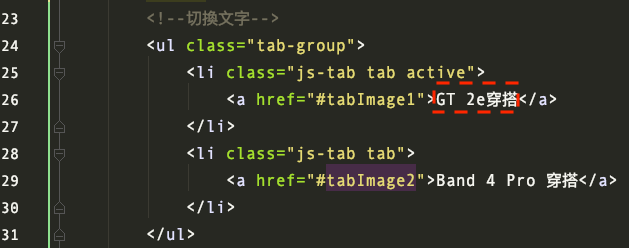 23 <!--切換文字-->
24 <ul class="tab-group">
25 <li class="js-tab tab active">
26 <a href="#tabImage1">GT 2e穿搭</a>
27 </li>
28 <li class="js-tab tab">
29 <a href="#tabImage2">Band 4 Pro 穿搭</a>
30 </li>
31 </ul>